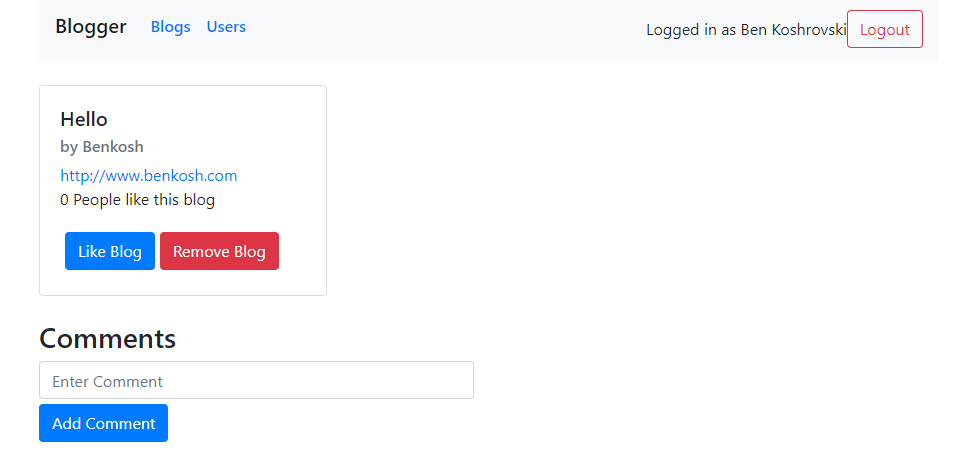 Blogger Blogs Users Logged in as Ben Koshrovski Logout
Hello
by Benkosh
http://www.benkosh.com
0 People like this blog
Like Blog Remove Blog
Comments
Enter Comment
Add Comment